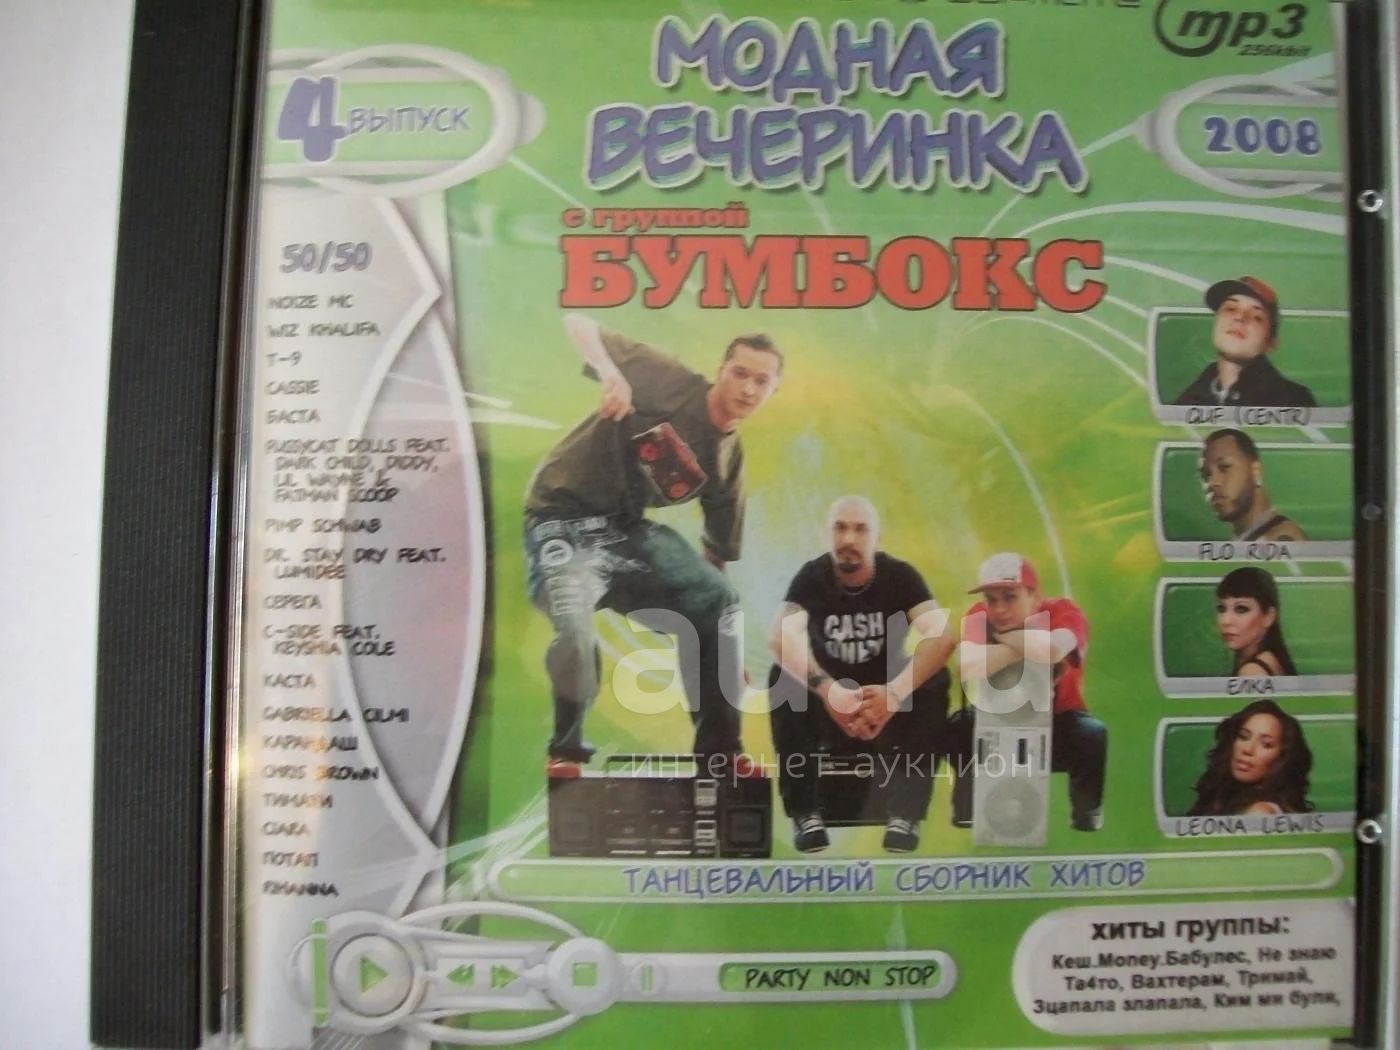 mp3
256kbit
МОДНАЯ
ВЕЧЕРИНКА
4 ВЫПУСК
2008
с группой
БУМБОКС
50/50
NOIZE MC
WIZ KHALIFA
T-9
CASSIE
БАСТА
PUSSYCAT DOLLS FEAT.
DARK CHILD, DIDDY,
LIL WAYNE &
FATMAN SCOOP
PIMP SCHWAB
DR. STAY DRY FEAT.
LUMIDEE
СЕРЕГА
C-SIDE FEAT.
KEYSHIA COLE
КАСТА
GABRIELLA CILMI
КАРАНДАШ
CHRIS BROWN
ТИМАТИ
CIARA
ПОТАП
RIHANNA
GUF (CENTR)
FLO RIDA
ЕЛКА
LEONA LEWIS
CASH
MONEY
au.ru
интернет-аукцион
ТАНЦЕВАЛЬНЫЙ СБОРНИК ХИТОВ
PARTY NON STOP
хиты группы:
Кеш.Money.Бабулес, Не знаю
Та4то, Вахтерам, Тримай,
Зцапала злапала, Ким ми були,